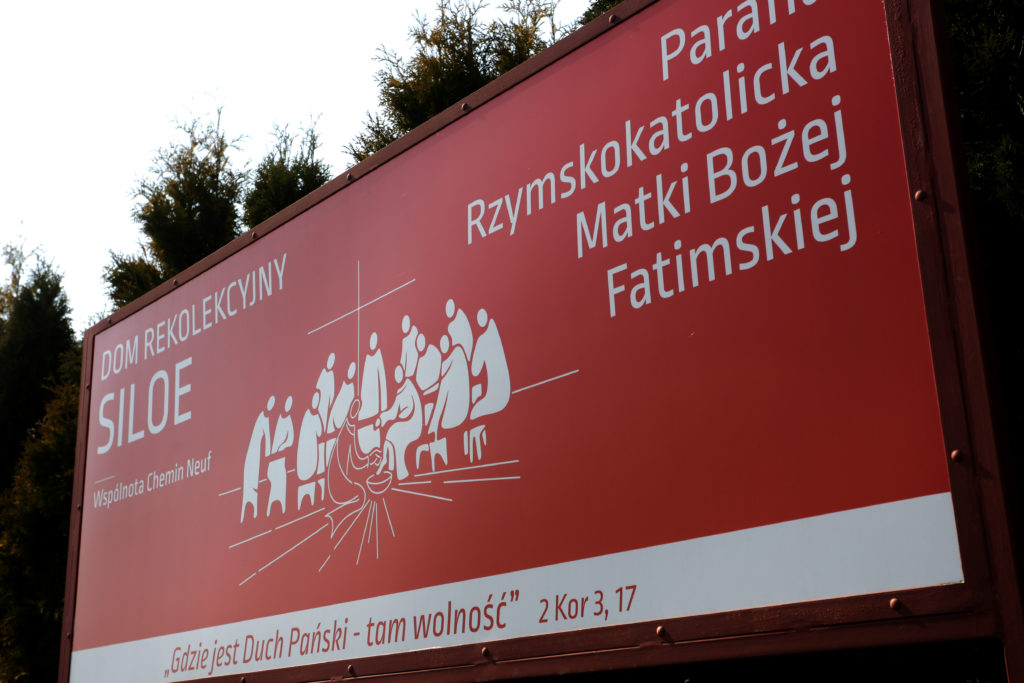 DOM REKOLEKCYJNY
SILOE
Wspólnota Chemin Neuf
Rzymskokatolicka
Matki Bożej
Fatimskiej
„Gdzie jest Duch Pański - tam wolność” 2 Kor 3, 17